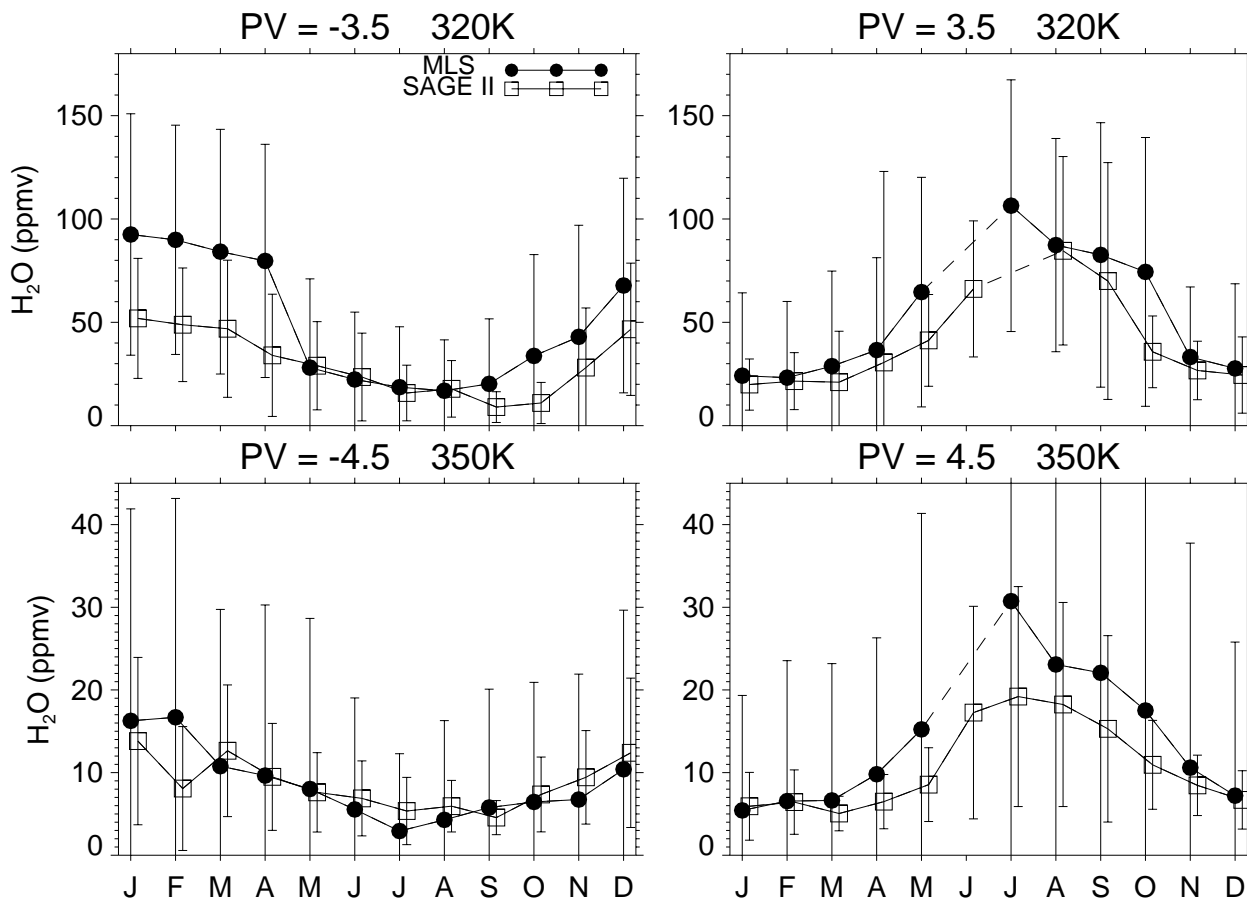 PV = -3.5 320K
PV = 3.5 320K
MLS
SAGE II
150
100
50
0
H₂O (ppmv)
150
100
50
0
PV = -4.5 350K
PV = 4.5 350K
40
30
20
10
0
H₂O (ppmv)
40
30
20
10
0
J F M A M J J A S O N D
J F M A M J J A S O N D